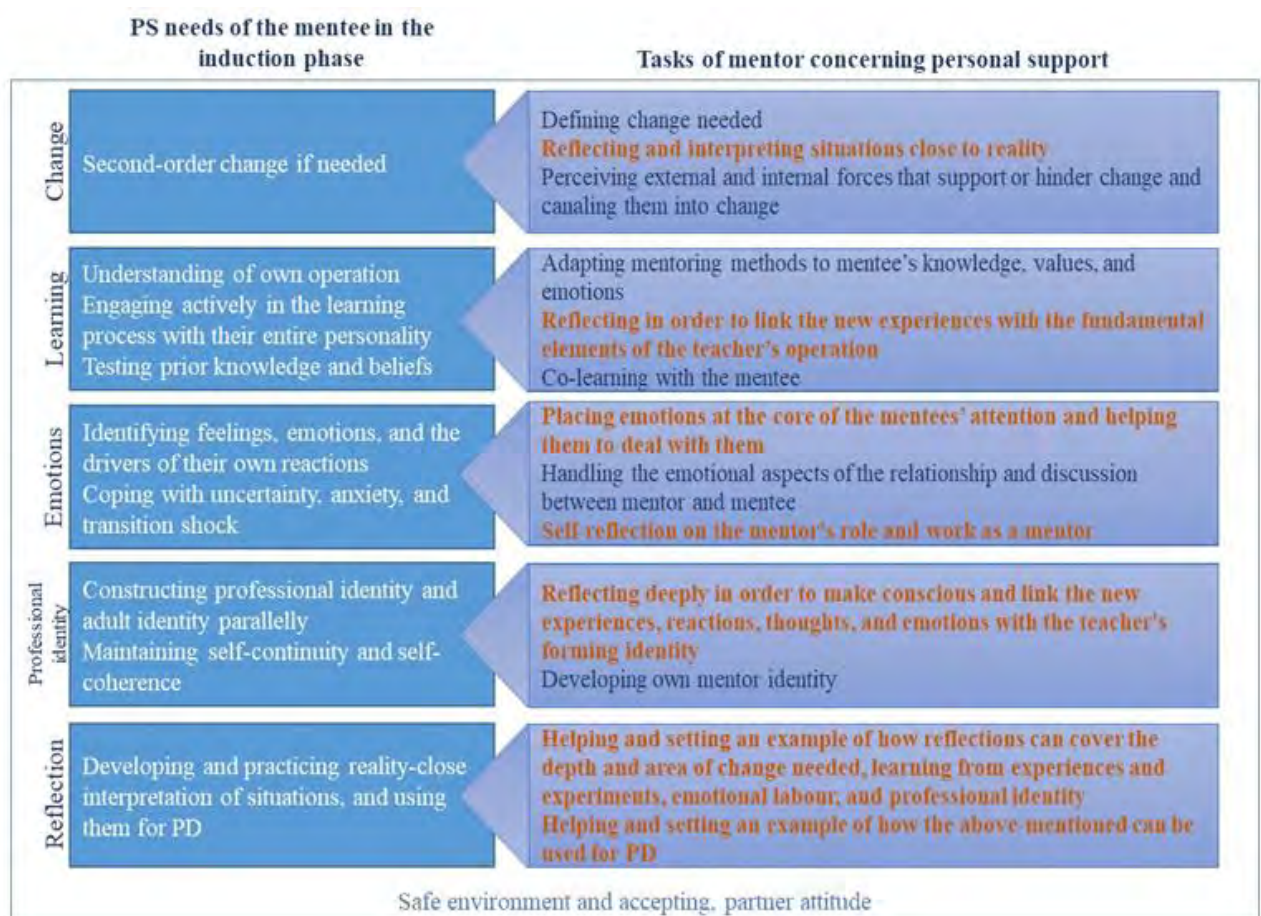 PS needs of the mentee in the
induction phase
Tasks of mentor concerning personal support
Change
Second-order change if needed
Defining change needed
Reflecting and interpreting situations close to reality
Perceiving external and internal forces that support or hinder change and
canaling them into change
Learning
Understanding of own operation
Engaging actively in the learning
process with their entire personality
Testing prior knowledge and beliefs
Adapting mentoring methods to mentee's knowledge, values, and
emotions
Reflecting in order to link the new experiences with the fundamental
elements of the teacher's operation
Co-learning with the mentee
Emotions
Identifying feelings, emotions, and the
drivers of their own reactions
Coping with uncertainty, anxiety, and
transition shock
Placing emotions at the core of the mentees' attention and helping
them to deal with them
Handling the emotional aspects of the relationship and discussion
between mentor and mentee
Self-reflection on the mentor's role and work as a mentor
Professional
identity
Constructing professional identity and
adult identity parallelly
Maintaining self-continuity and self-
coherence
Reflecting deeply in order to make conscious and link the new
experiences, reactions, thoughts, and emotions with the teacher's
forming identity
Developing own mentor identity
Reflection
Developing and practicing reality-close
interpretation of situations, and using
them for PD
Helping and setting an example of how reflections can cover the
depth and area of change needed, learning from experiences and
experiments, emotional labour, and professional identity
Helping and setting an example of how the above-mentioned can be
used for PD
Safe environment and accepting, partner attitude